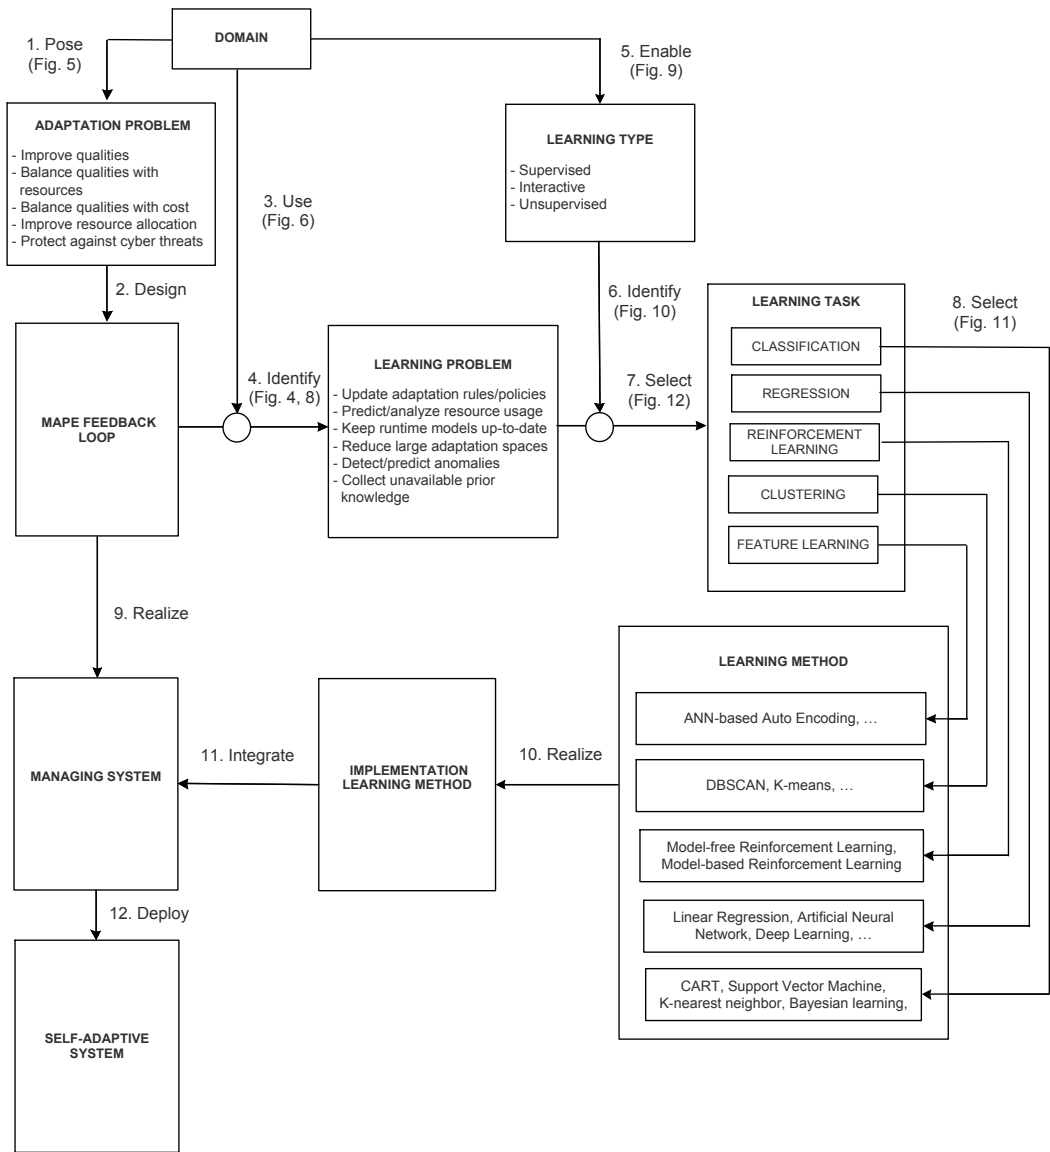 DOMAIN
1. Pose
(Fig. 5)
5. Enable
(Fig. 9)
ADAPTATION PROBLEM
- Improve qualities
- Balance qualities with
resources
- Balance qualities with cost
- Improve resource allocation
- Protect against cyber threats
LEARNING TYPE
- Supervised
- Interactive
- Unsupervised
3. Use
(Fig. 6)
2. Design
6. Identify
(Fig. 10)
MAPE FEEDBACK
LOOP
4. Identify
(Fig. 4, 8)
LEARNING PROBLEM
- Update adaptation rules/policies
- Predict/analyze resource usage
- Keep runtime models up-to-date
- Reduce large adaptation spaces
- Detect/predict anomalies
- Collect unavailable prior
knowledge
7. Select
(Fig. 12)
LEARNING TASK
CLASSIFICATION
REGRESSION
REINFORCEMENT
LEARNING
CLUSTERING
FEATURE LEARNING
8. Select
(Fig. 11)
9. Realize
LEARNING METHOD
ANN-based Auto Encoding, …
DBSCAN, K-means, …
Model-free Reinforcement Learning,
Model-based Reinforcement Learning
Linear Regression, Artificial Neural
Network, Deep Learning, …
CART, Support Vector Machine,
K-nearest neighbor, Bayesian learning,
10. Realize
IMPLEMENTATION
LEARNING METHOD
11. Integrate
MANAGING SYSTEM
12. Deploy
SELF-ADAPTIVE
SYSTEM